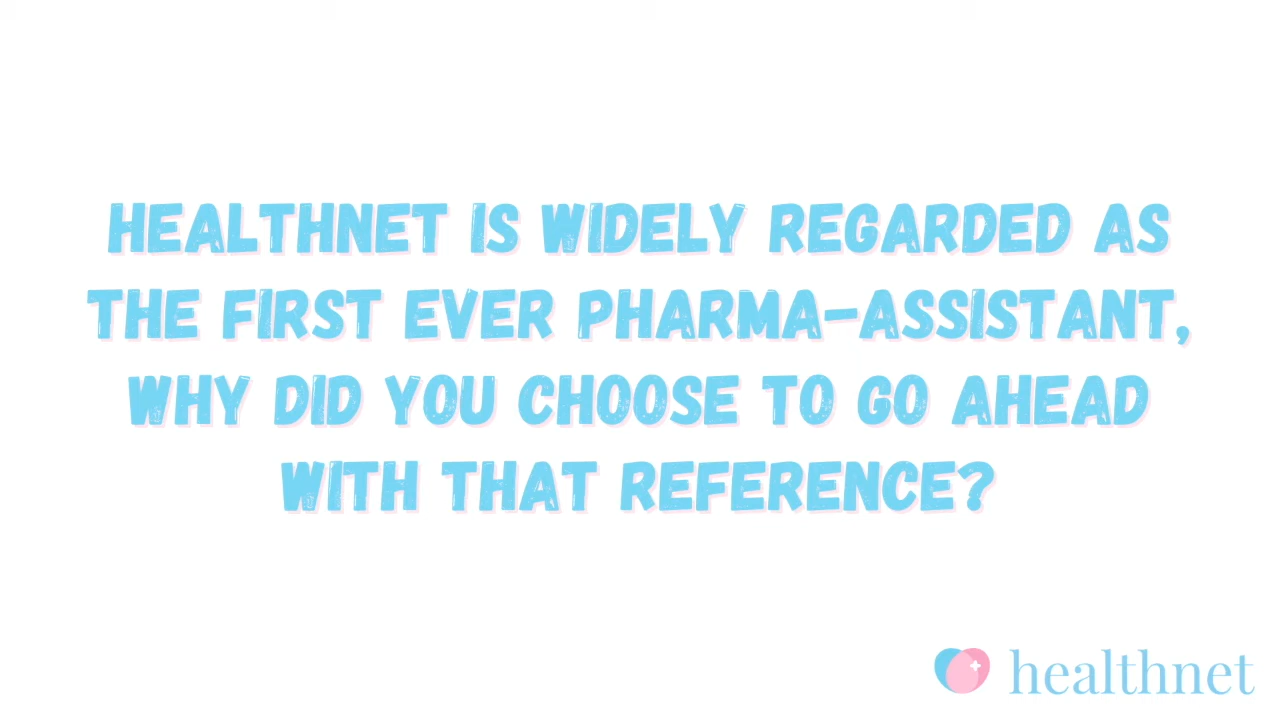 HEALTHNET IS WIDELY REGARDED AS
THE FIRST EVER PHARMA-ASSISTANT,
WHY DID YOU CHOOSE TO GO AHEAD
WITH THAT REFERENCE?
healthnet